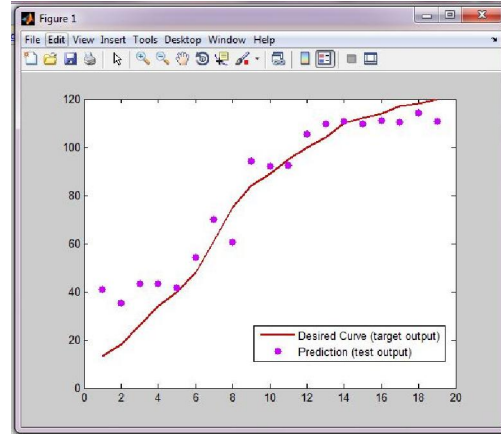 Figure 1
File Edit View Insert Tools Desktop Window Help
120
100
80
60
40
20
0
0 2 4 6 8 10 12 14 16 18 20
Desired Curve (target output)
Prediction (test output)